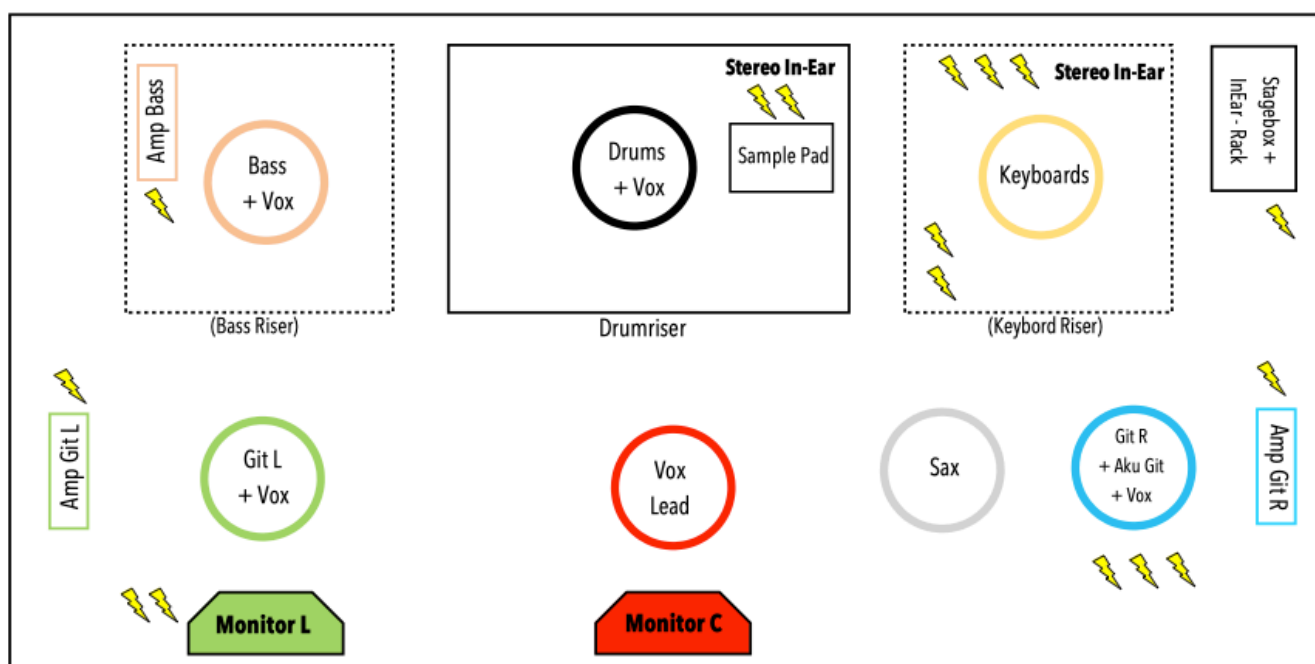 Amp Bass
Bass
+ Vox
(Bass Riser)
Stereo In-Ear
Drums
+ Vox
Sample Pad
Drumriser
Stereo In-Ear
Keyboards
(Keybord Riser)
Stagebox +
InEar - Rack
Amp Git L
Git L
+ Vox
Vox
Lead
Sax
Git R
+ Aku Git
+ Vox
Amp Git R
Monitor L
Monitor C